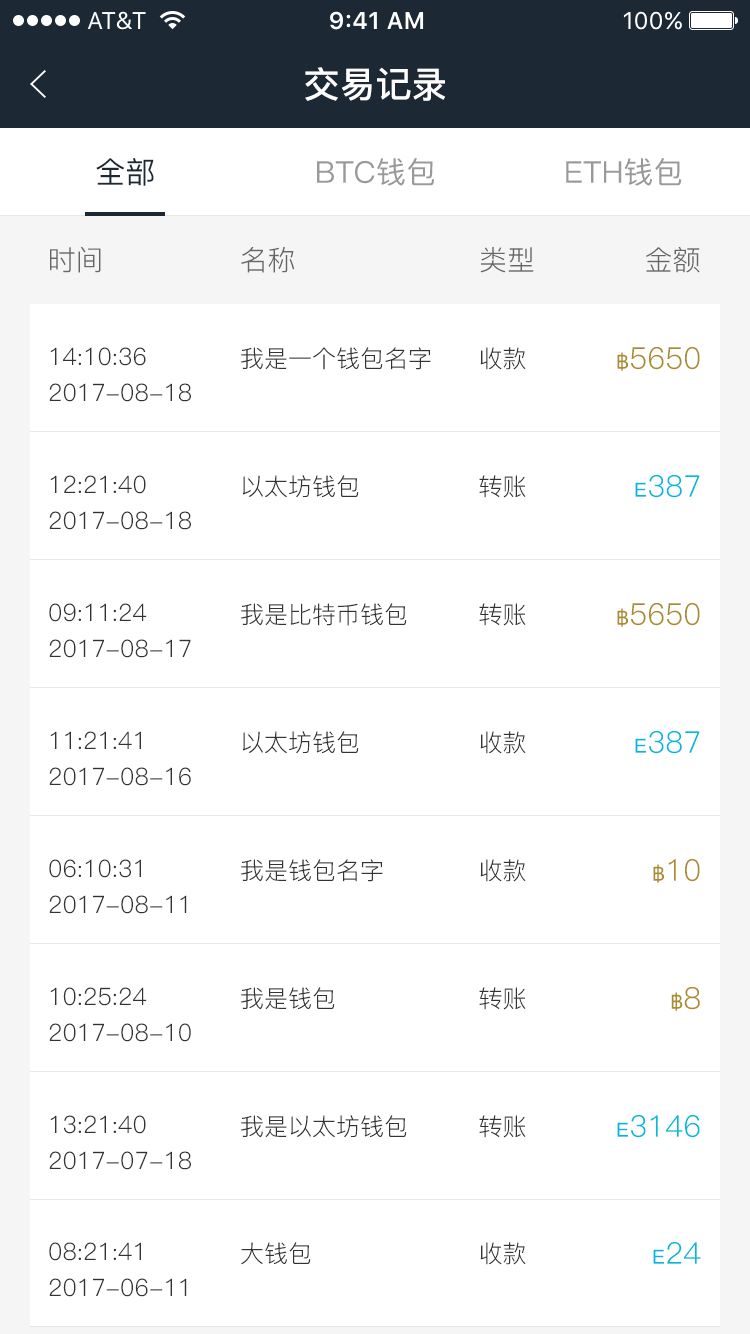 AT&T 9:41 AM 100%
交易记录
全部 BTC钱包 ETH钱包
时间 名称 类型 金额
14:10:36 我是一个钱包名字 收款 ฿5650
2017-08-18
12:21:40 以太坊钱包 转账 E387
2017-08-18
09:11:24 我是比特币钱包 转账 ฿5650
2017-08-17
11:21:41 以太坊钱包 收款 E387
2017-08-16
06:10:31 我是钱包名字 收款 ฿10
2017-08-11
10:25:24 我是钱包 转账 ฿8
2017-08-10
13:21:40 我是以太坊钱包 转账 E3146
2017-07-18
08:21:41 大钱包 收款 E24
2017-06-11